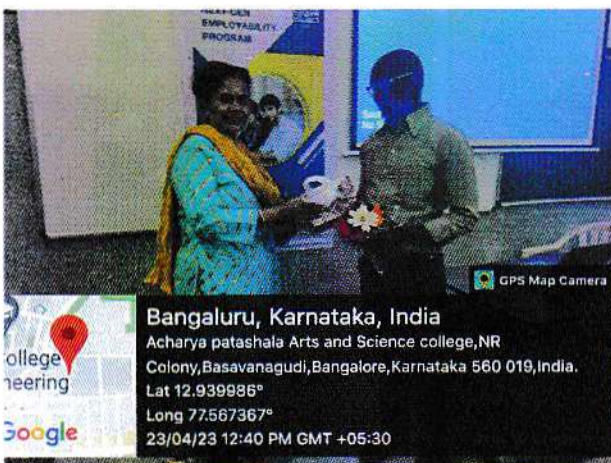 NEXT-GEN
EMPLOYABILITY
PROGRAM
GPS Map Camera
Bangaluru, Karnataka, India
Acharya patashala Arts and Science college,NR
Colony,Basavanagudi,Bangalore,Karnataka 560 019,India.
Lat 12.939986°
Long 77.567367°
23/04/23 12:40 PM GMT +05:30
ollege
neering
Google